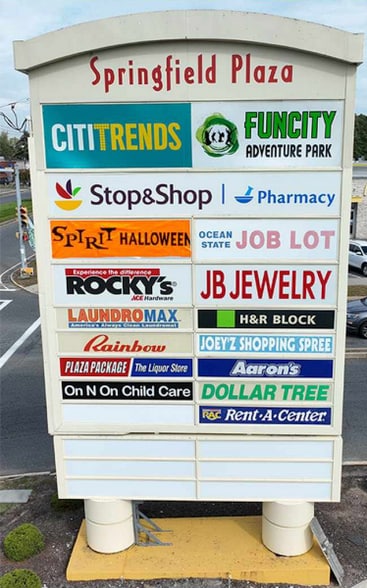 Springfield Plaza
CITITRENDS
FUNCITY
ADVENTURE PARK
Stop&Shop | Pharmacy
SPIRIT HALLOWEEN
OCEAN
STATE JOB LOT
Experience the difference
ROCKY'S®
ACE Hardware
JB JEWELRY
LAUNDROMAX
America's Always Clean Laundromat
H&R BLOCK
Rainbow
JOEY'Z SHOPPING SPREE
PLAZA PACKAGE The Liquor Store
Aaron's
On N On Child Care
DOLLAR TREE
RAC Rent-A-Center